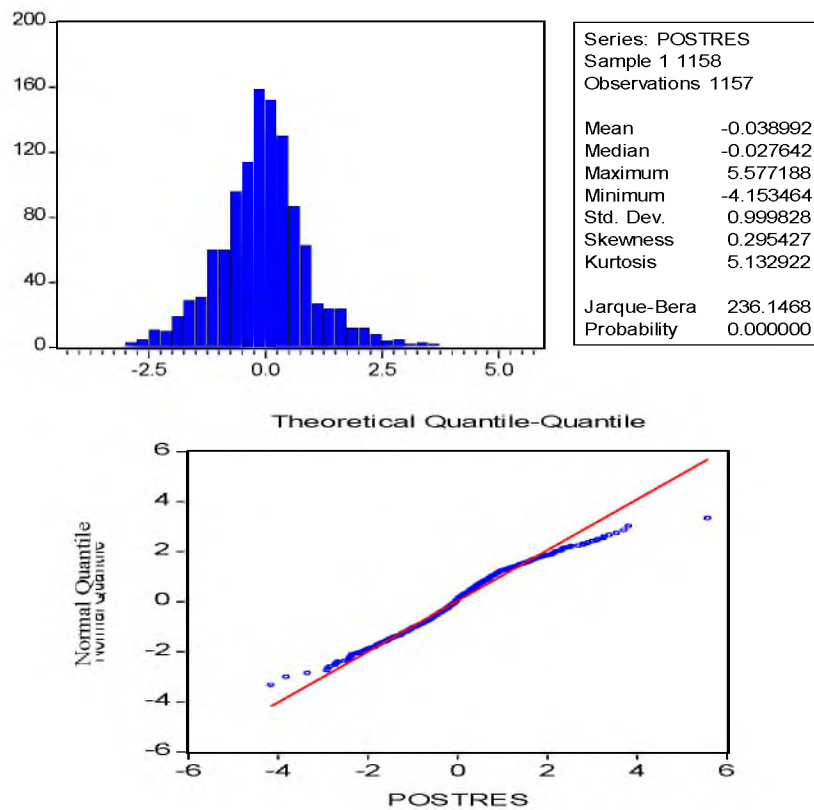 200
160
120
80
40
0
-2.5 0.0 2.5 5.0
Series: POSTRES
Sample 1 1158
Observations 1157
Mean -0.038992
Median -0.027642
Maximum 5.577188
Minimum -4.153464
Std. Dev. 0.999828
Skewness 0.295427
Kurtosis 5.132922
Jarque-Bera 236.1468
Probability 0.000000
Theoretical Quantile-Quantile
6
4
2
0
-2
-4
-6
Normal Quantile
Normal Quantile
-6 -4 -2 0 2 4 6
POSTRES